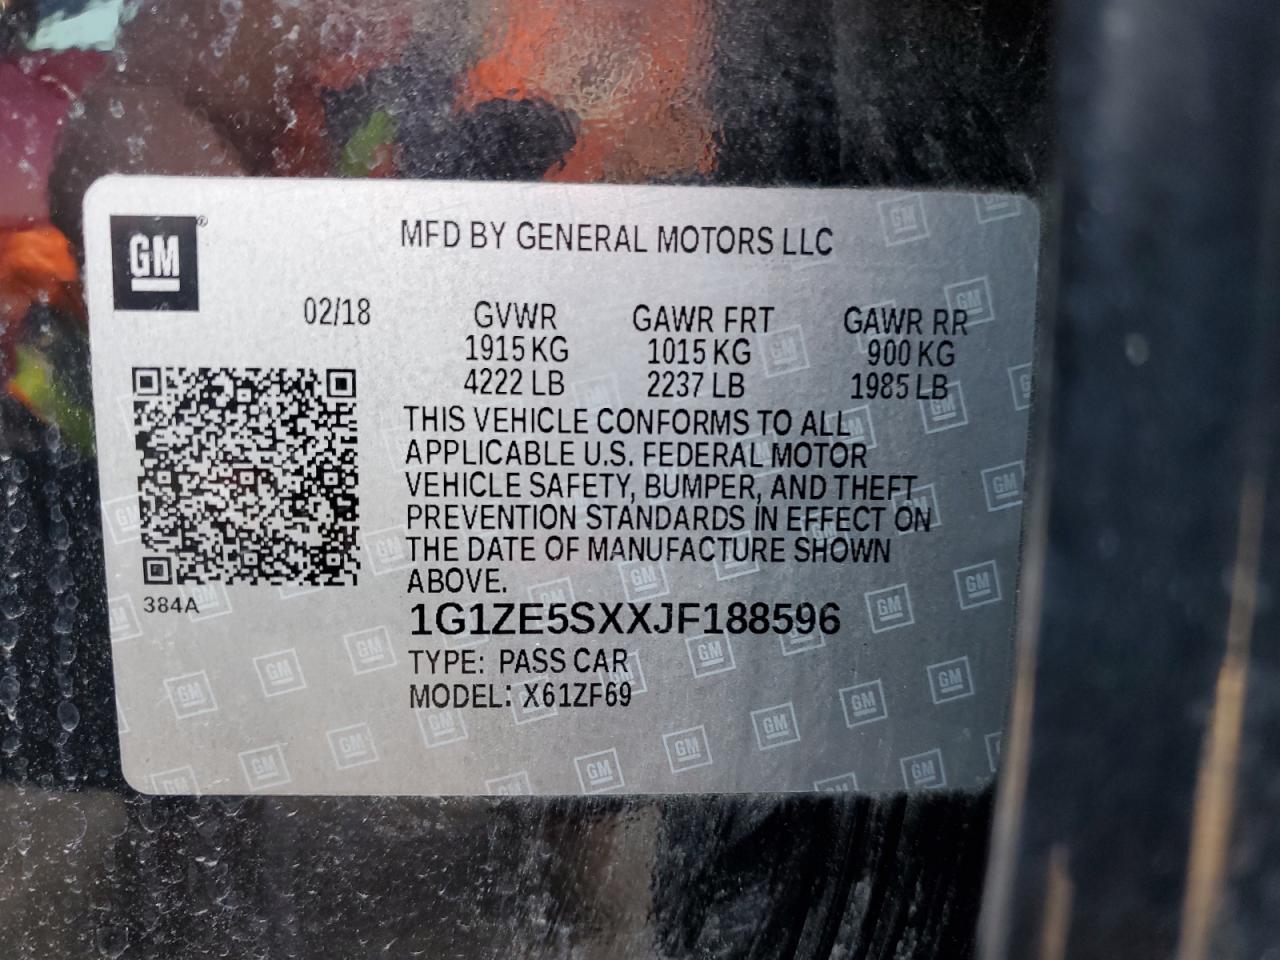 GM®
MFD BY GENERAL MOTORS LLC
02/18 GVWR GAWR FRT GAWR RR
1915 KG 1015 KG 900 KG
4222 LB 2237 LB 1985 LB
THIS VEHICLE CONFORMS TO ALL
APPLICABLE U.S. FEDERAL MOTOR
VEHICLE SAFETY, BUMPER, AND THEFT
PREVENTION STANDARDS IN EFFECT ON
THE DATE OF MANUFACTURE SHOWN
ABOVE.
384A
1G1ZE5SXXJF188596
TYPE: PASS CAR
MODEL: X61ZF69